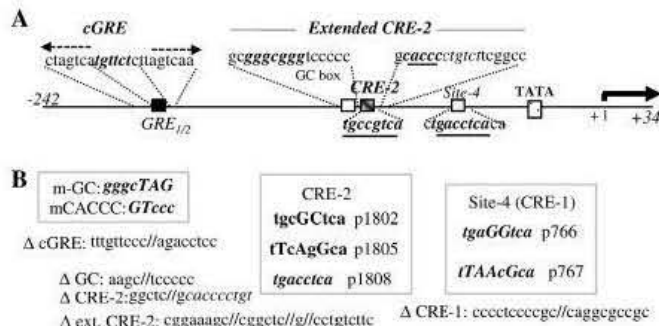 A
cGRE
Extended CRE-2
ctagtcatgttctcttagtcaa
gcgggcgggtccccc
gcacccctgtcttcggcc
GC box
CRE-2
Site-4
TATA
-242
GRE1/2
tgccgtca
ctgacctcaca
+1
+34
B
m-GC: gggcTAG
mCACCC: GTccc
Δ cGRE: tttgttccc//agacctcc
Δ GC: aagc//tccccc
Δ CRE-2:ggctc//gcacccctgt
Δ ext. CRE-2: cggaaagc//cggctc//g//cctgtcttc
CRE-2
tgcGCtca p1802
tTcAgGca p1805
tgacctca p1808
Site-4 (CRE-1)
tgaGGtca p766
tTAAcGca p767
Δ CRE-1: cccctccccgc//caggcgccgc